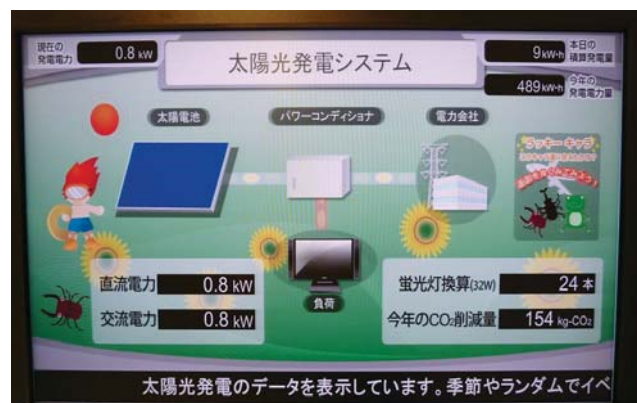 現在の
発電電力
0.8 kW
太陽光発電システム
9 kW·h
本日の
積算発電量
489 kW·h
今年の
発電電力量
太陽電池
パワーコンディショナ
電力会社
ラッキーキャラ
直流電力 0.8 kW
交流電力 0.8 kW
負荷
蛍光灯換算(32W) 24 本
今年のCO₂削減量 154 kg-CO₂
太陽光発電のデータを表示しています。季節やランダムでイベ